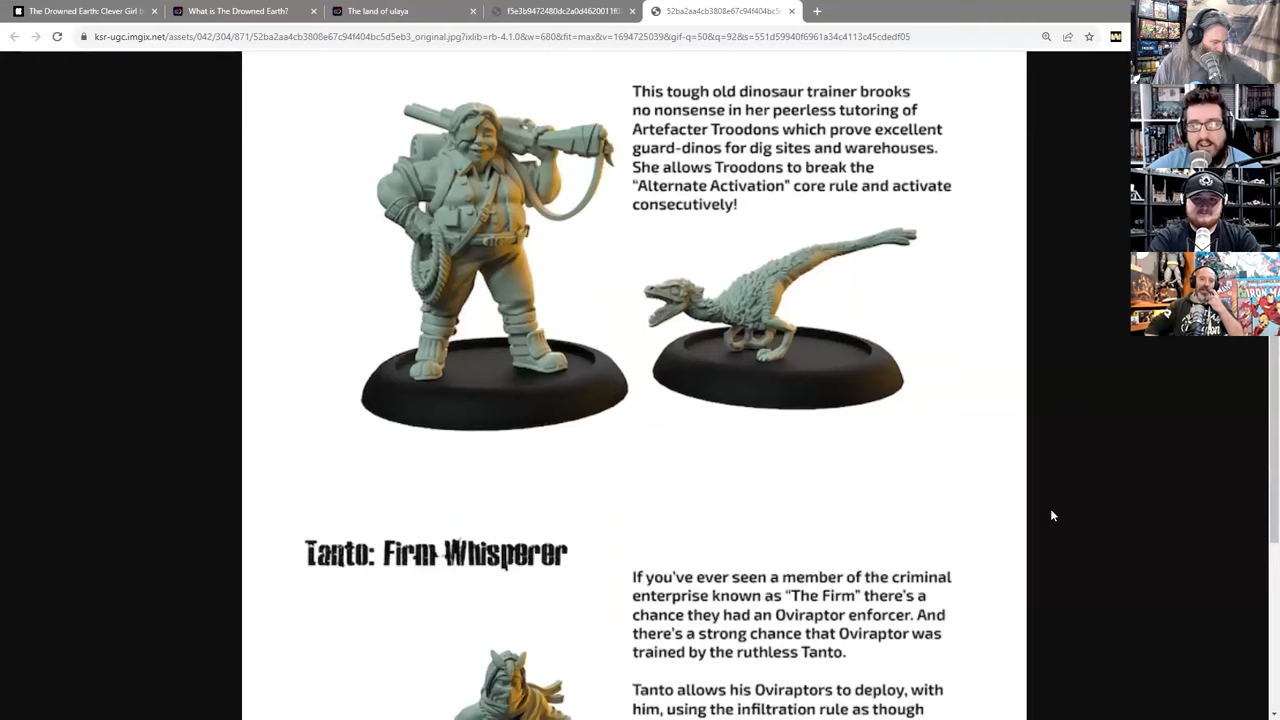 The Drowned Earth: Clever Girl b
What is The Drowned Earth?
The land of ulaya
f5e3b9472480dc2a0d4620011f0
52ba2aa4cb3808e67c94f404bc5d
ksr-ugc.imgix.net/assets/042/304/871/52ba2aa4cb3808e67c94f404bc5d5eb3_original.jpg?ixlib=rb-4.1.0&w=680&fit=max&v=1694725039&gif-q=50&q=92&s=551d59940f6961a34c4113c45cdedf05
This tough old dinosaur trainer brooks
no nonsense in her peerless tutoring of
Artefacter Troodons which prove excellent
guard-dinos for dig sites and warehouses.
She allows Troodons to break the
“Alternate Activation” core rule and activate
consecutively!
Tanto: Firm Whisperer
If you’ve ever seen a member of the criminal
enterprise known as “The Firm” there’s a
chance they had an Oviraptor enforcer. And
there’s a strong chance that Oviraptor was
trained by the ruthless Tanto.
Tanto allows his Oviraptors to deploy, with
him, using the infiltration rule as though